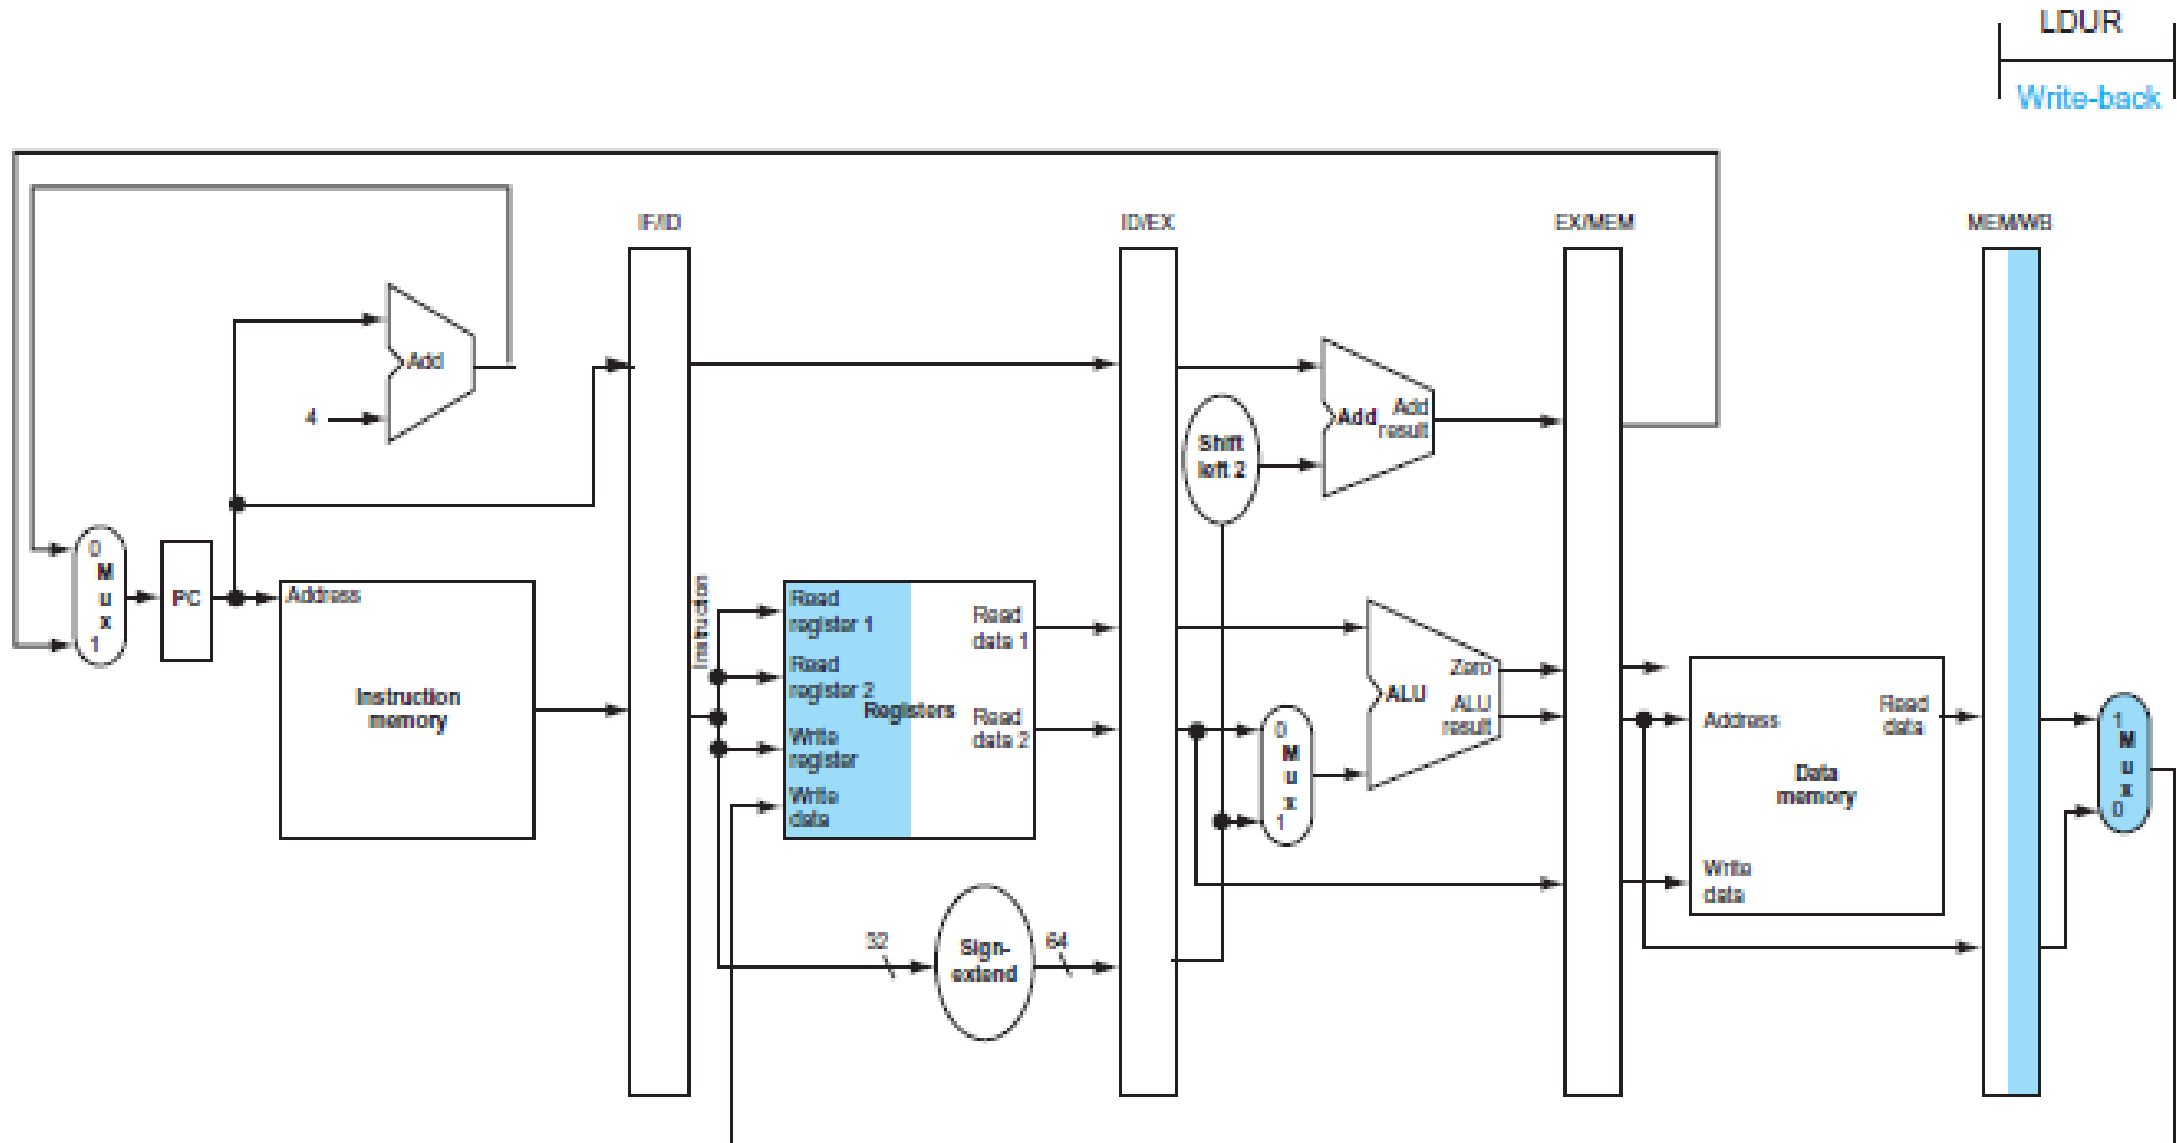 LDUR
Write-back
IF/ID
ID/EX
EX/MEM
MEM/WB
Add
4
Add
Add
result
Shift
left 2
0
M
u
x
1
PC
Address
Instruction
memory
Instruction
Read
register 1
Read
register 2
Write
register
Write
data
Registers
Read
data 1
Read
data 2
0
M
u
x
1
Zero
ALU
ALU
result
Address
Read
data
Data
memory
Write
data
1
M
u
x
0
32
Sign-
extend
64